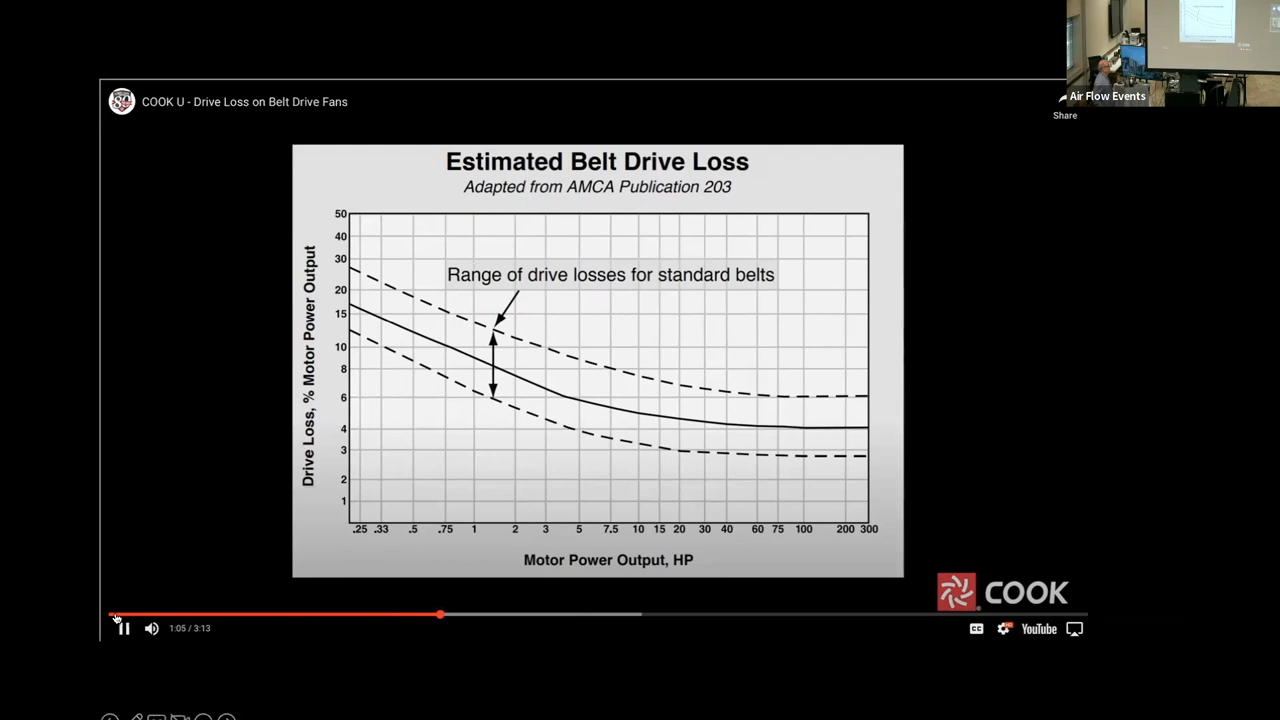 COOK U - Drive Loss on Belt Drive Fans
Air Flow Events
Share
Estimated Belt Drive Loss
Adapted from AMCA Publication 203
Drive Loss, % Motor Power Output
50
40
30
20
15
10
8
6
4
3
2
1
Range of drive losses for standard belts
.25 .33 .5 .75 1 2 3 5 7.5 10 15 20 30 40 60 75 100 200 300
Motor Power Output, HP
COOK
1:05 / 3:13
CC
YouTube